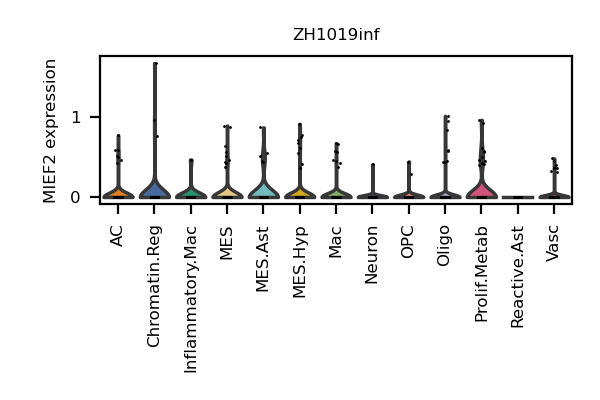 ZH1019inf
MIEF2 expression
1
0
AC
Chromatin.Reg
Inflammatory.Mac
MES
MES.Ast
MES.Hyp
Mac
Neuron
OPC
Oligo
Prolif.Metab
Reactive.Ast
Vasc